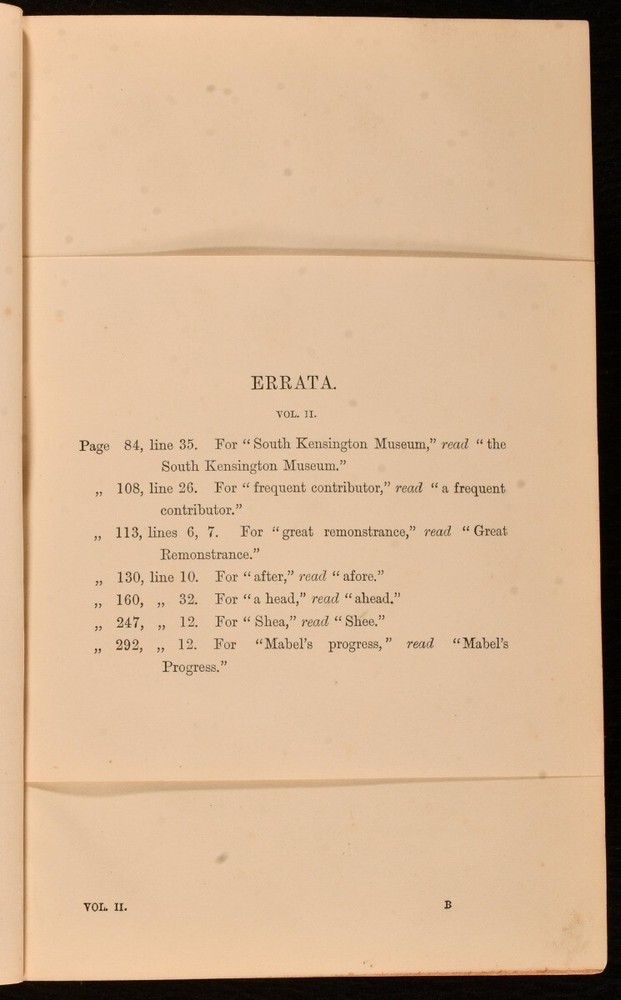 ERRATA.
VOL. II.
Page 84, line 35. For “South Kensington Museum,” read “the
South Kensington Museum.”
„ 108, line 26. For “frequent contributor,” read “a frequent
contributor.”
„ 113, lines 6, 7. For “great remonstrance,” read “Great
Remonstrance.”
„ 130, line 10. For “after,” read “afore.”
„ 160, „ 32. For “a head,” read “ahead.”
„ 247, „ 12. For “Shea,” read “Shee.”
„ 292, „ 12. For “Mabel’s progress,” read “Mabel’s
Progress.”
VOL. II. B